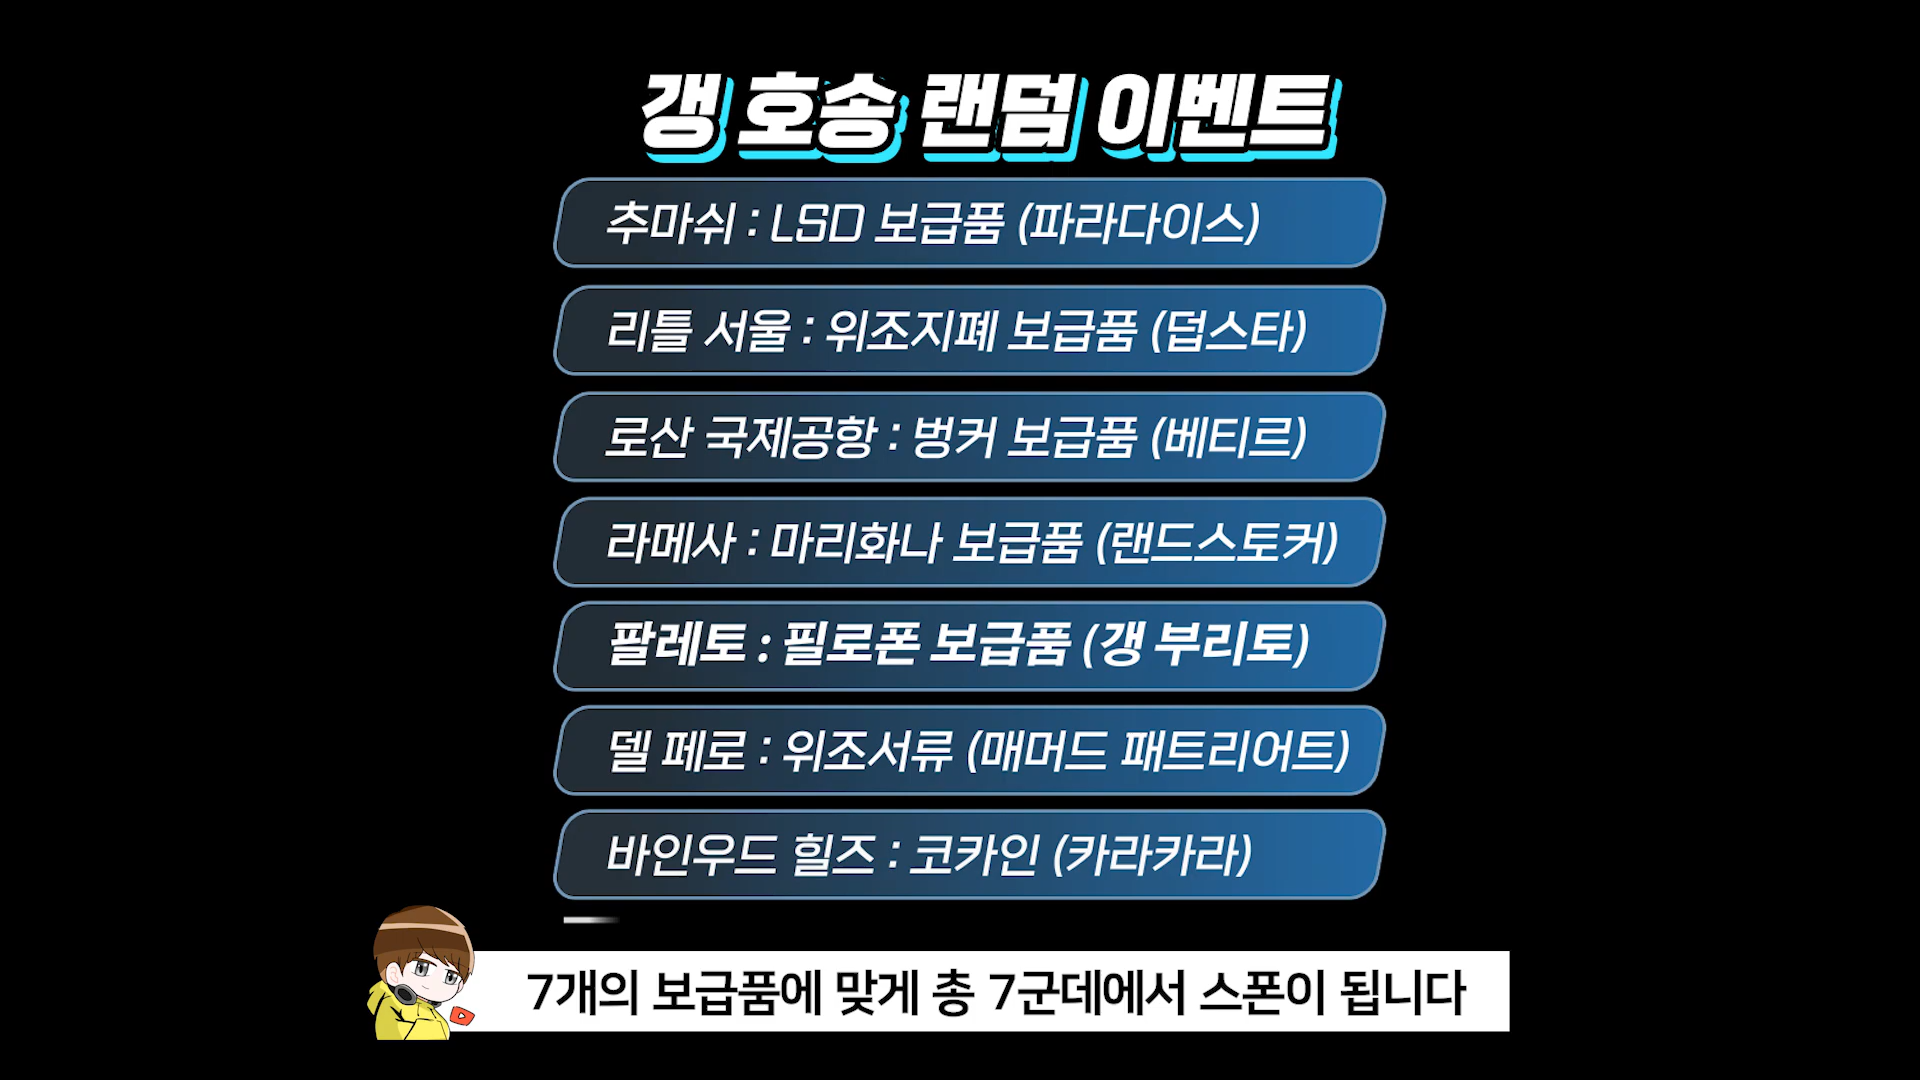 갱 호송 랜덤 이벤트
추마쉬 : LSD 보급품 (파라다이스)
리틀 서울 : 위조지폐 보급품 (덥스타)
로산 국제공항 : 벙커 보급품 (베티르)
라메사 : 마리화나 보급품 (랜드스토커)
팔레토 : 필로폰 보급품 (갱 부리토)
델 페로 : 위조서류 (매머드 패트리어트)
바인우드 힐즈 : 코카인 (카라카라)
7개의 보급품에 맞게 총 7군데에서 스폰이 됩니다